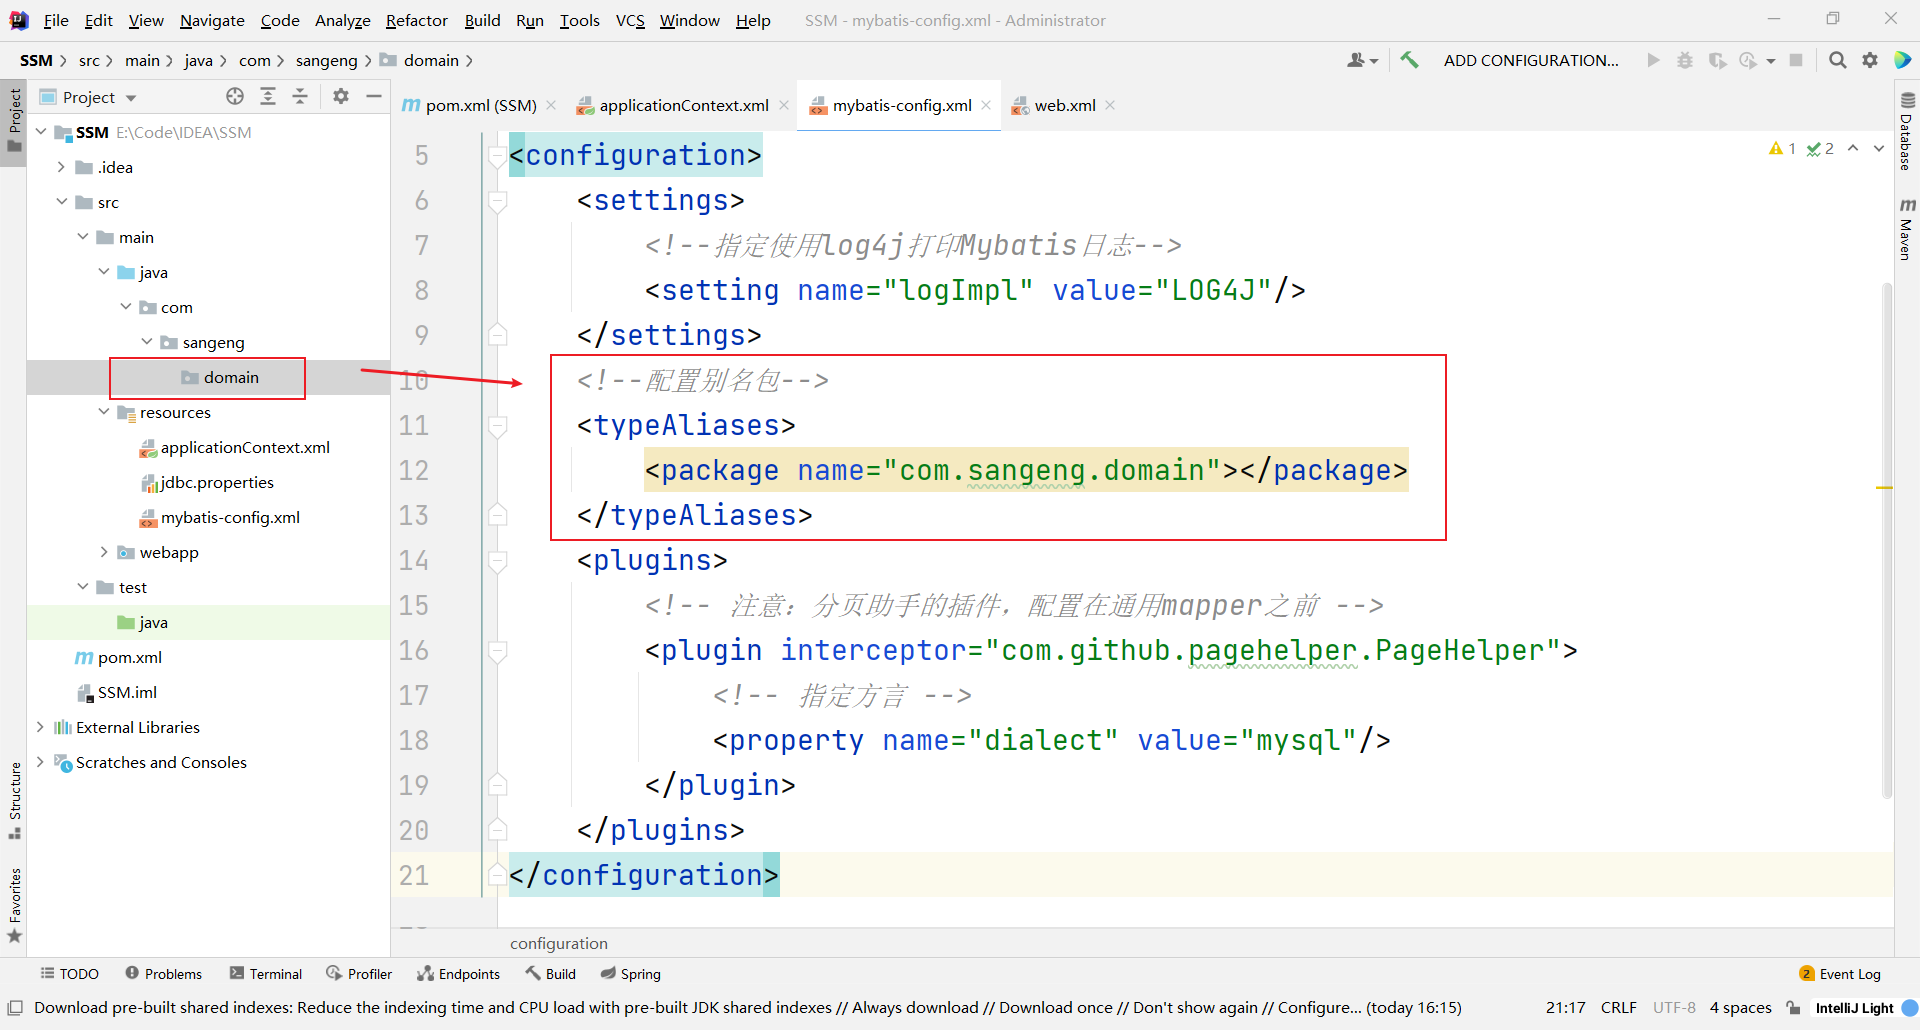 File Edit View Navigate Code Analyze Refactor Build Run Tools VCS Window Help SSM - mybatis-config.xml - Administrator
SSM src main java com sangeng domain ADD CONFIGURATION...
Project
pom.xml (SSM) applicationContext.xml mybatis-config.xml web.xml
SSM E:\Code\IDEA\SSM
.idea
src
main
java
com
sangeng
domain
resources
applicationContext.xml
jdbc.properties
mybatis-config.xml
webapp
test
java
pom.xml
SSM.iml
External Libraries
Scratches and Consoles
Project
Structure
Favorites
5 <configuration>
6 <settings>
7 <!--指定使用log4j打印Mybatis日志-->
8 <setting name="logImpl" value="LOG4J"/>
9 </settings>
10 <!--配置别名包-->
11 <typeAliases>
12 <package name="com.sangeng.domain"></package>
13 </typeAliases>
14 <plugins>
15 <!-- 注意：分页助手的插件，配置在通用mapper之前 -->
16 <plugin interceptor="com.github.pagehelper.PageHelper">
17 <!-- 指定方言 -->
18 <property name="dialect" value="mysql"/>
19 </plugin>
20 </plugins>
21 </configuration>
1 2
Database
Maven
configuration
TODO Problems Terminal Profiler Endpoints Build Spring 2 Event Log
Download pre-built shared indexes: Reduce the indexing time and CPU load with pre-built JDK shared indexes // Always download // Download once // Don't show again // Configure... (today 16:15) 21:17 CRLF UTF-8 4 spaces IntelliJ Light